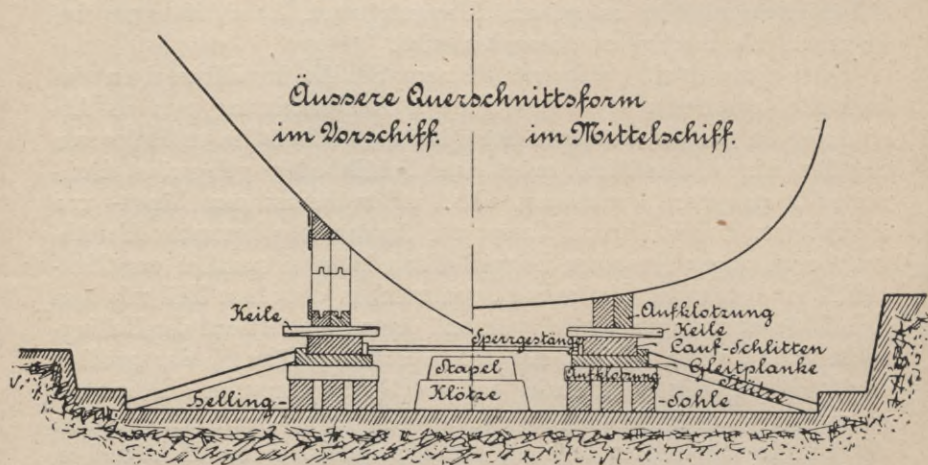 Äussere Querschnittsform
im Vorschiff. im Mittelschiff.
Aufklotzung
Keile
Keile
Sperrgestänge
Lauf-Schlitten
Gleitplanke
Stapel
Aufklotzung
Stütze
Klötze
Helling
Sohle